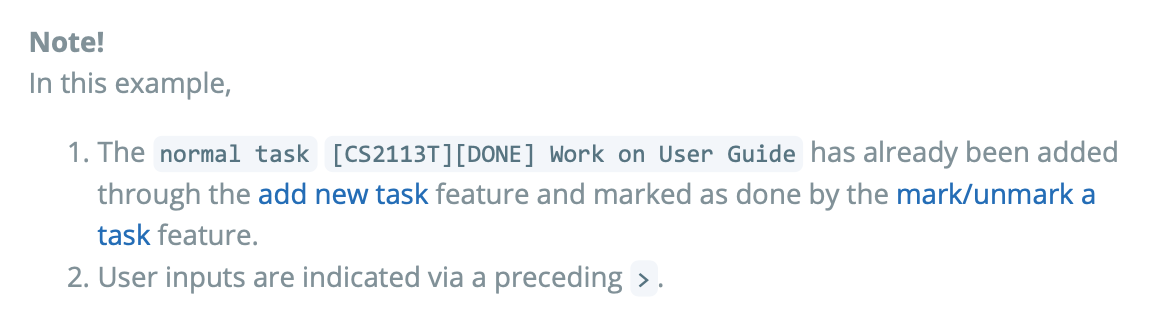 Note!
In this example,
1. The normal task [CS2113T][DONE] Work on User Guide has already been added
through the add new task feature and marked as done by the mark/unmark a
task feature.
2. User inputs are indicated via a preceding >.